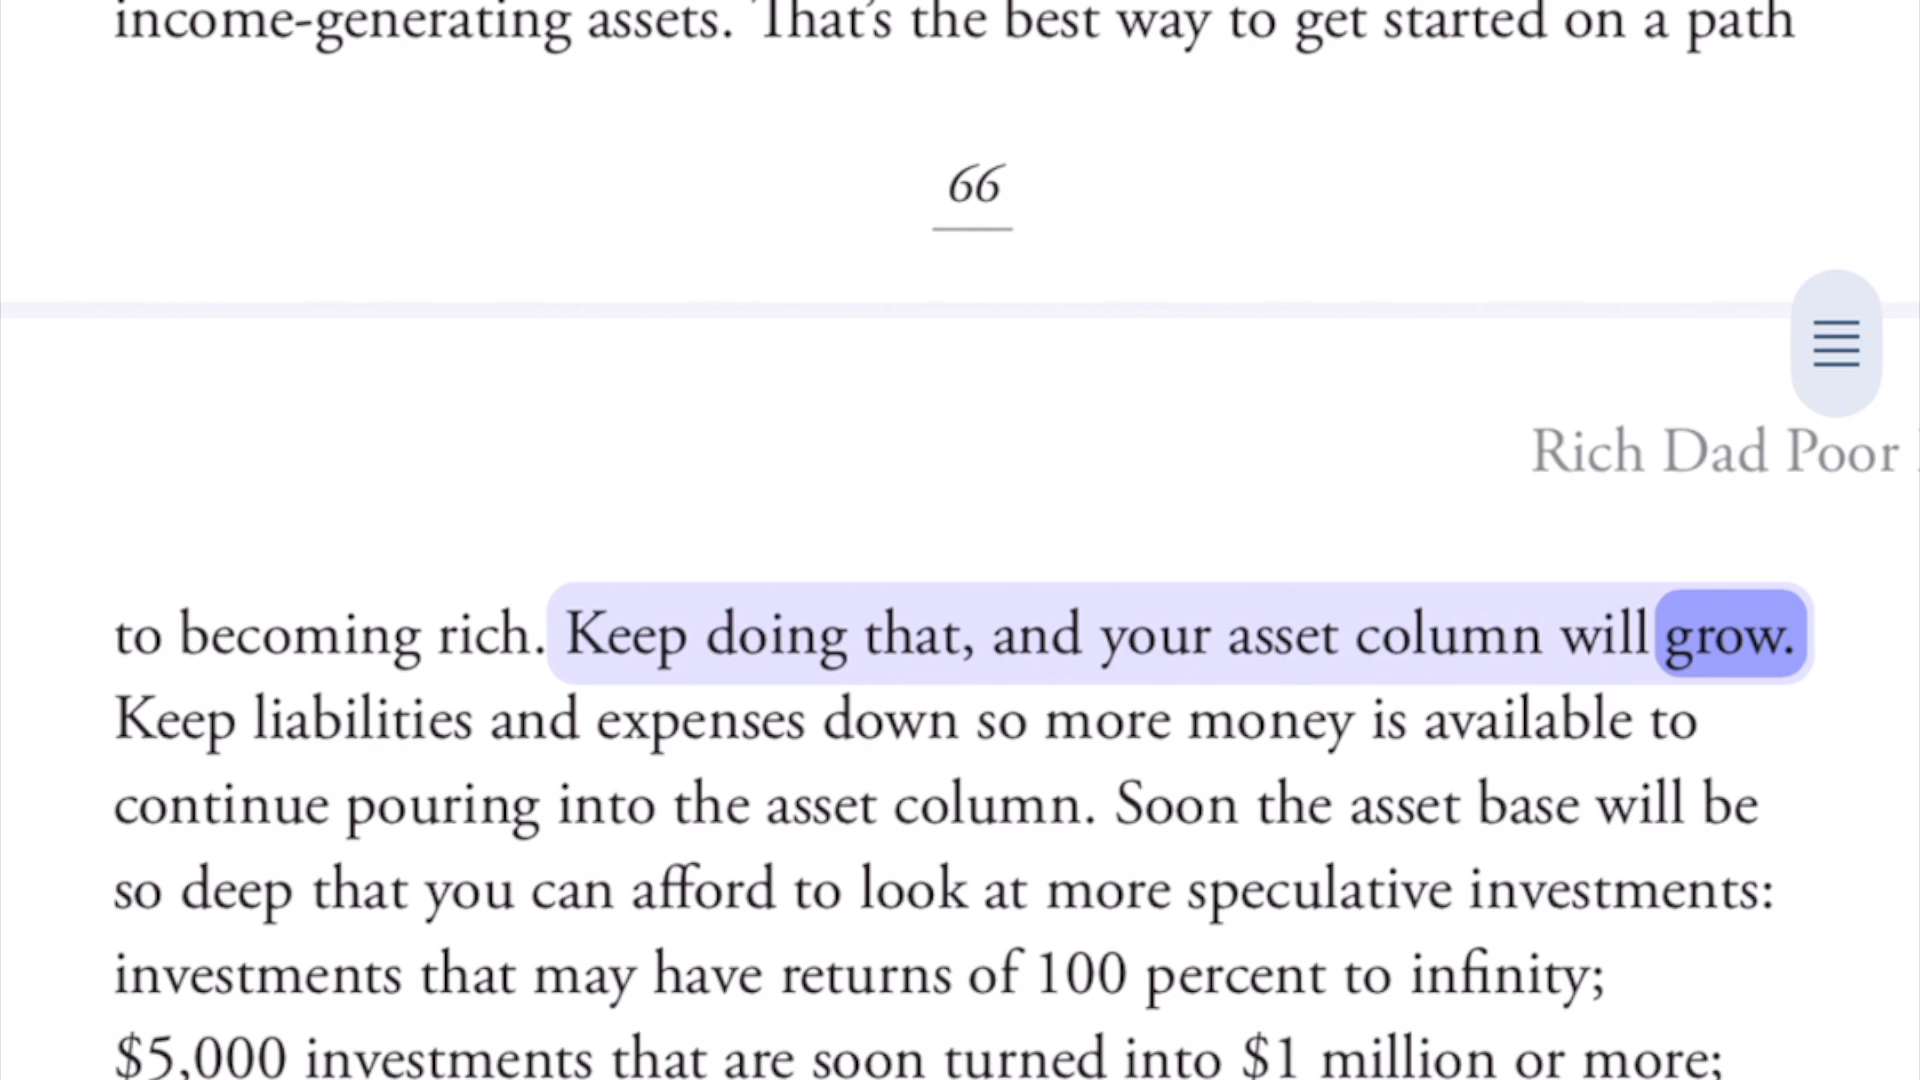 income-generating assets. That's the best way to get started on a path
66
Rich Dad Poor
to becoming rich. Keep doing that, and your asset column will grow.
Keep liabilities and expenses down so more money is available to
continue pouring into the asset column. Soon the asset base will be
so deep that you can afford to look at more speculative investments:
investments that may have returns of 100 percent to infinity;
$5,000 investments that are soon turned into $1 million or more;